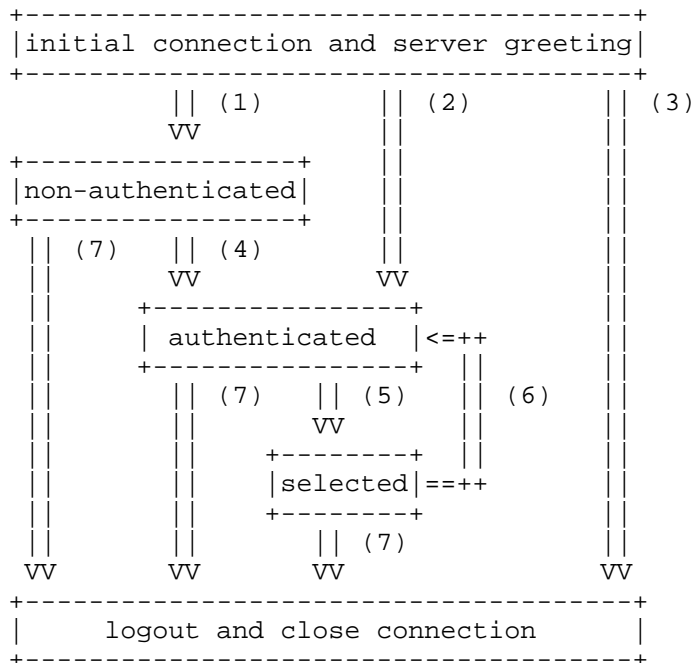 initial connection and server greeting
(1) (2) (3)
non-authenticated
(7) (4)
authenticated
(7) (5) (6)
selected
(7)
logout and close connection